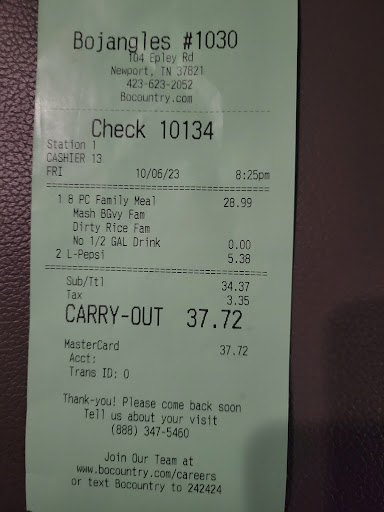 Bojangles #1030
104 Epley Rd
Newport, TN 37821
423-623-2052
Bocountry.com
Check 10134
Station 1
CASHIER 13
FRI 10/06/23 8:25pm
1 8 PC Family Meal 28.99
Mash BGvy Fam
Dirty Rice Fam
No 1/2 GAL Drink 0.00
2 L-Pepsi 5.38
Sub/Ttl 34.37
Tax 3.35
CARRY-OUT 37.72
MasterCard 37.72
Acct:
Trans ID: 0
Thank-you! Please come back soon
Tell us about your visit
(888) 347-5460
Join Our Team at
www.bocountry.com/careers
or text Bocountry to 242424